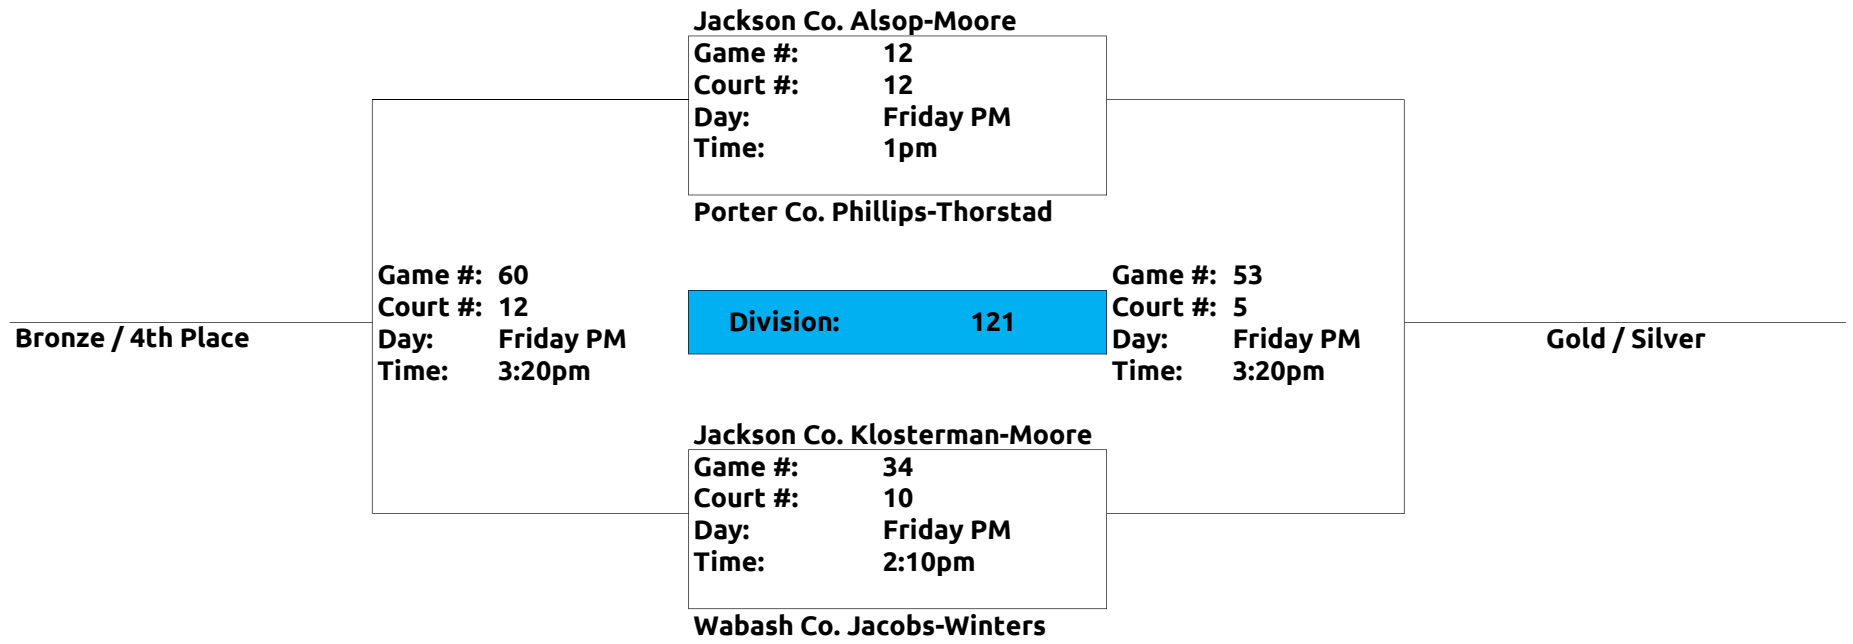 Jackson Co. Alsop-Moore
Game #: 12
Court #: 12
Day: Friday PM
Time: 1pm
Porter Co. Phillips-Thorstad
Game #: 60
Court #: 12
Day: Friday PM
Time: 3:20pm
Bronze / 4th Place
Division: 121
Game #: 53
Court #: 5
Day: Friday PM
Time: 3:20pm
Gold / Silver
Jackson Co. Klosterman-Moore
Game #: 34
Court #: 10
Day: Friday PM
Time: 2:10pm
Wabash Co. Jacobs-Winters